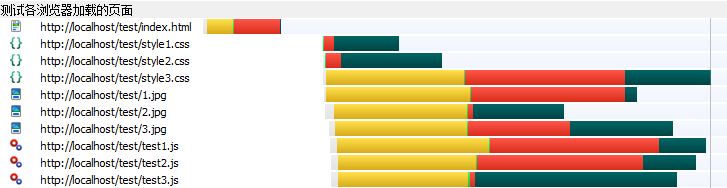 测试各浏览器加载的页面
http://localhost/test/index.html
http://localhost/test/style1.css
http://localhost/test/style2.css
http://localhost/test/style3.css
http://localhost/test/1.jpg
http://localhost/test/2.jpg
http://localhost/test/3.jpg
http://localhost/test/test1.js
http://localhost/test/test2.js
http://localhost/test/test3.js